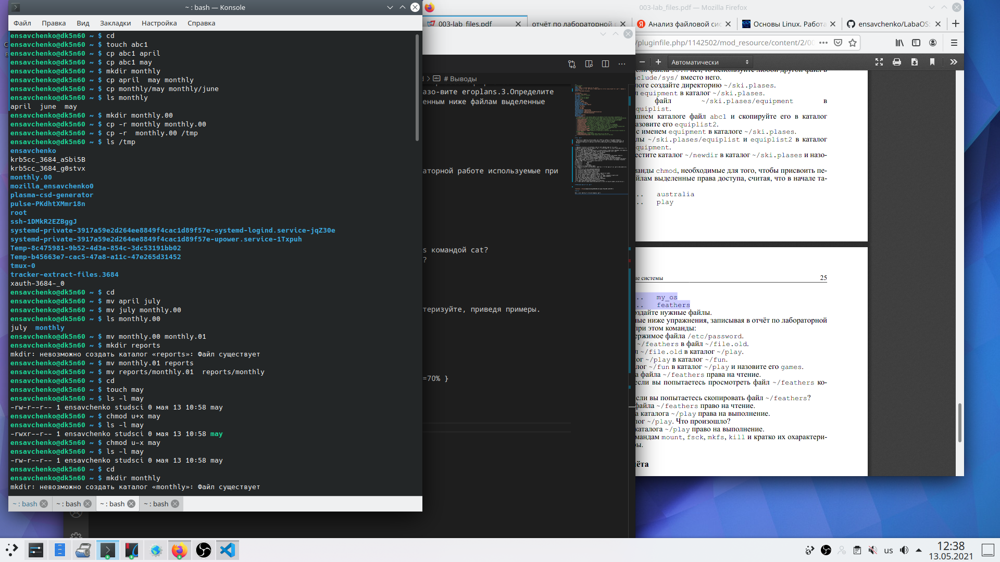 ~ : bash — Konsole
Файл Правка Вид Закладки Настройка Справка
ensavchenko@dk5n60 ~ $ cd
ensavchenko@dk5n60 ~ $ touch abc1
ensavchenko@dk5n60 ~ $ cp abc1 april
ensavchenko@dk5n60 ~ $ cp abc1 may
ensavchenko@dk5n60 ~ $ mkdir monthly
ensavchenko@dk5n60 ~ $ cp april  may monthly
ensavchenko@dk5n60 ~ $ cp monthly/may monthly/june
ensavchenko@dk5n60 ~ $ ls monthly
april  june  may
ensavchenko@dk5n60 ~ $ mkdir monthly.00
ensavchenko@dk5n60 ~ $ cp -r monthly monthly.00
ensavchenko@dk5n60 ~ $ cp -r  monthly.00 /tmp
ensavchenko@dk5n60 ~ $ ls /tmp
ensavchenko
krb5cc_3684_aSbi5B
krb5cc_3684_g0stvx
monthly.00
mozilla_ensavchenko0
plasma-csd-generator
pulse-PKdhtXMmr18n
root
ssh-1DMkR2EZBggJ
systemd-private-3917a59e2d264ee8849f4cac1d89f57e-systemd-logind.service-jqZ30e
systemd-private-3917a59e2d264ee8849f4cac1d89f57e-upower.service-1Txpuh
Temp-8c475981-9b52-4d3a-854c-3dc53191bb02
Temp-b45663e7-cac5-47a8-a11c-47e265d31452
tmux-0
tracker-extract-files.3684
xauth-3684-_0
ensavchenko@dk5n60 ~ $ cd
ensavchenko@dk5n60 ~ $ mv april july
ensavchenko@dk5n60 ~ $ mv july monthly.00
ensavchenko@dk5n60 ~ $ ls monthly.00
july  monthly
ensavchenko@dk5n60 ~ $ mv monthly.00 monthly.01
ensavchenko@dk5n60 ~ $ mkdir reports
mkdir: невозможно создать каталог «reports»: Файл существует
ensavchenko@dk5n60 ~ $ mv monthly.01 reports
ensavchenko@dk5n60 ~ $ mv reports/monthly.01  reports/monthly
ensavchenko@dk5n60 ~ $ cd
ensavchenko@dk5n60 ~ $ touch may
ensavchenko@dk5n60 ~ $ ls -l may
-rw-r--r-- 1 ensavchenko studsci 0 мая 13 10:58 may
ensavchenko@dk5n60 ~ $ chmod u+x may
ensavchenko@dk5n60 ~ $ ls -l may
-rwxr--r-- 1 ensavchenko studsci 0 мая 13 10:58 may
ensavchenko@dk5n60 ~ $ chmod u-x may
ensavchenko@dk5n60 ~ $ ls -l may
-rw-r--r-- 1 ensavchenko studsci 0 мая 13 10:58 may
ensavchenko@dk5n60 ~ $ cd
ensavchenko@dk5n60 ~ $ mkdir monthly
mkdir: невозможно создать каталог «monthly»: Файл существует
~ : bash ~ : bash ~ : bash ~ : bash
# Выводы
азо-вите егоplans.3.Определите
енным ниже файлам выделенные
аторной работе используемые при
s командой cat?
?
теризуйте, приведя примеры.
=70% }
003-lab_files.pdf — Mozilla Firefox
003-lab_files.pdf отчёт по лабораторной Анализ файловой сис Основы Linux. Работа ensavchenko/LabaOS:
/pluginfile.php/1142502/mod_resource/content/2/00
Автоматически
nclude/sys/ вместо него.
логе создайте директорию ~/ski.plases.
л equipment в каталог ~/ski.plases.
файл ~/ski.plases/equipment в
quiplist.
шнем каталоге файл abc1 и скопируйте его в каталог
азовите его equiplist2.
с именем equipment в каталоге ~/ski.plases.
лы ~/ski.plases/equiplist и equiplist2 в каталог
quipment.
естите каталог ~/newdir в каталог ~/ski.plases и назо-
манды chmod, необходимые для того, чтобы присвоить пе-
йлам выделенные права доступа, считая, что в начале та-
.. australia
.. play
ые системы 25
.. my_os
.. feathers
оздайте нужные файлы.
ные ниже упражнения, записывая в отчёт по лабораторной
при этом команды:
ержимое файла /etc/password.
~/feathers в файл ~/file.old.
л ~/file.old в каталог ~/play.
ог ~/play в каталог ~/fun.
лог ~/fun в каталог ~/play и назовите его games.
а файла ~/feathers права на чтение.
если вы попытаетесь просмотреть файл ~/feathers ко-
если вы попытаетесь скопировать файл ~/feathers?
файла ~/feathers право на чтение.
а каталога ~/play права на выполнение.
лог ~/play. Что произошло?
каталога ~/play право на выполнение.
мандам mount, fsck, mkfs, kill и кратко их охарактери-
ры.
чёта
us
12:38
13.05.2021